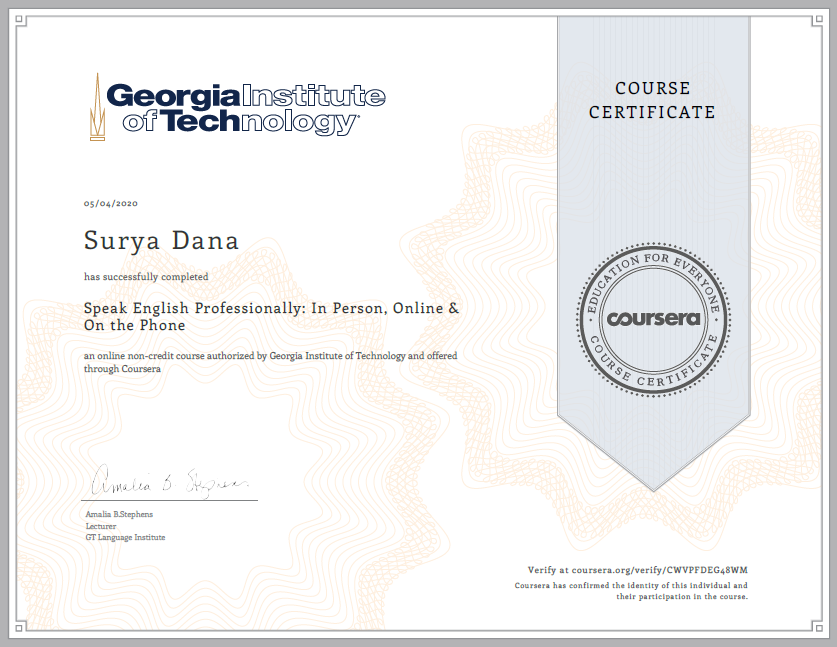 Georgia Institute
of Technology
COURSE
CERTIFICATE
05/04/2020
Surya Dana
has successfully completed
Speak English Professionally: In Person, Online &
On the Phone
an online non-credit course authorized by Georgia Institute of Technology and offered
through Coursera
EDUCATION FOR EVERYONE
coursera
COURSE CERTIFICATE
Amalia B Stephens
Amalia B.Stephens
Lecturer
GT Language Institute
Verify at coursera.org/verify/CWVPFDEG48WM
Coursera has confirmed the identity of this individual and
their participation in the course.